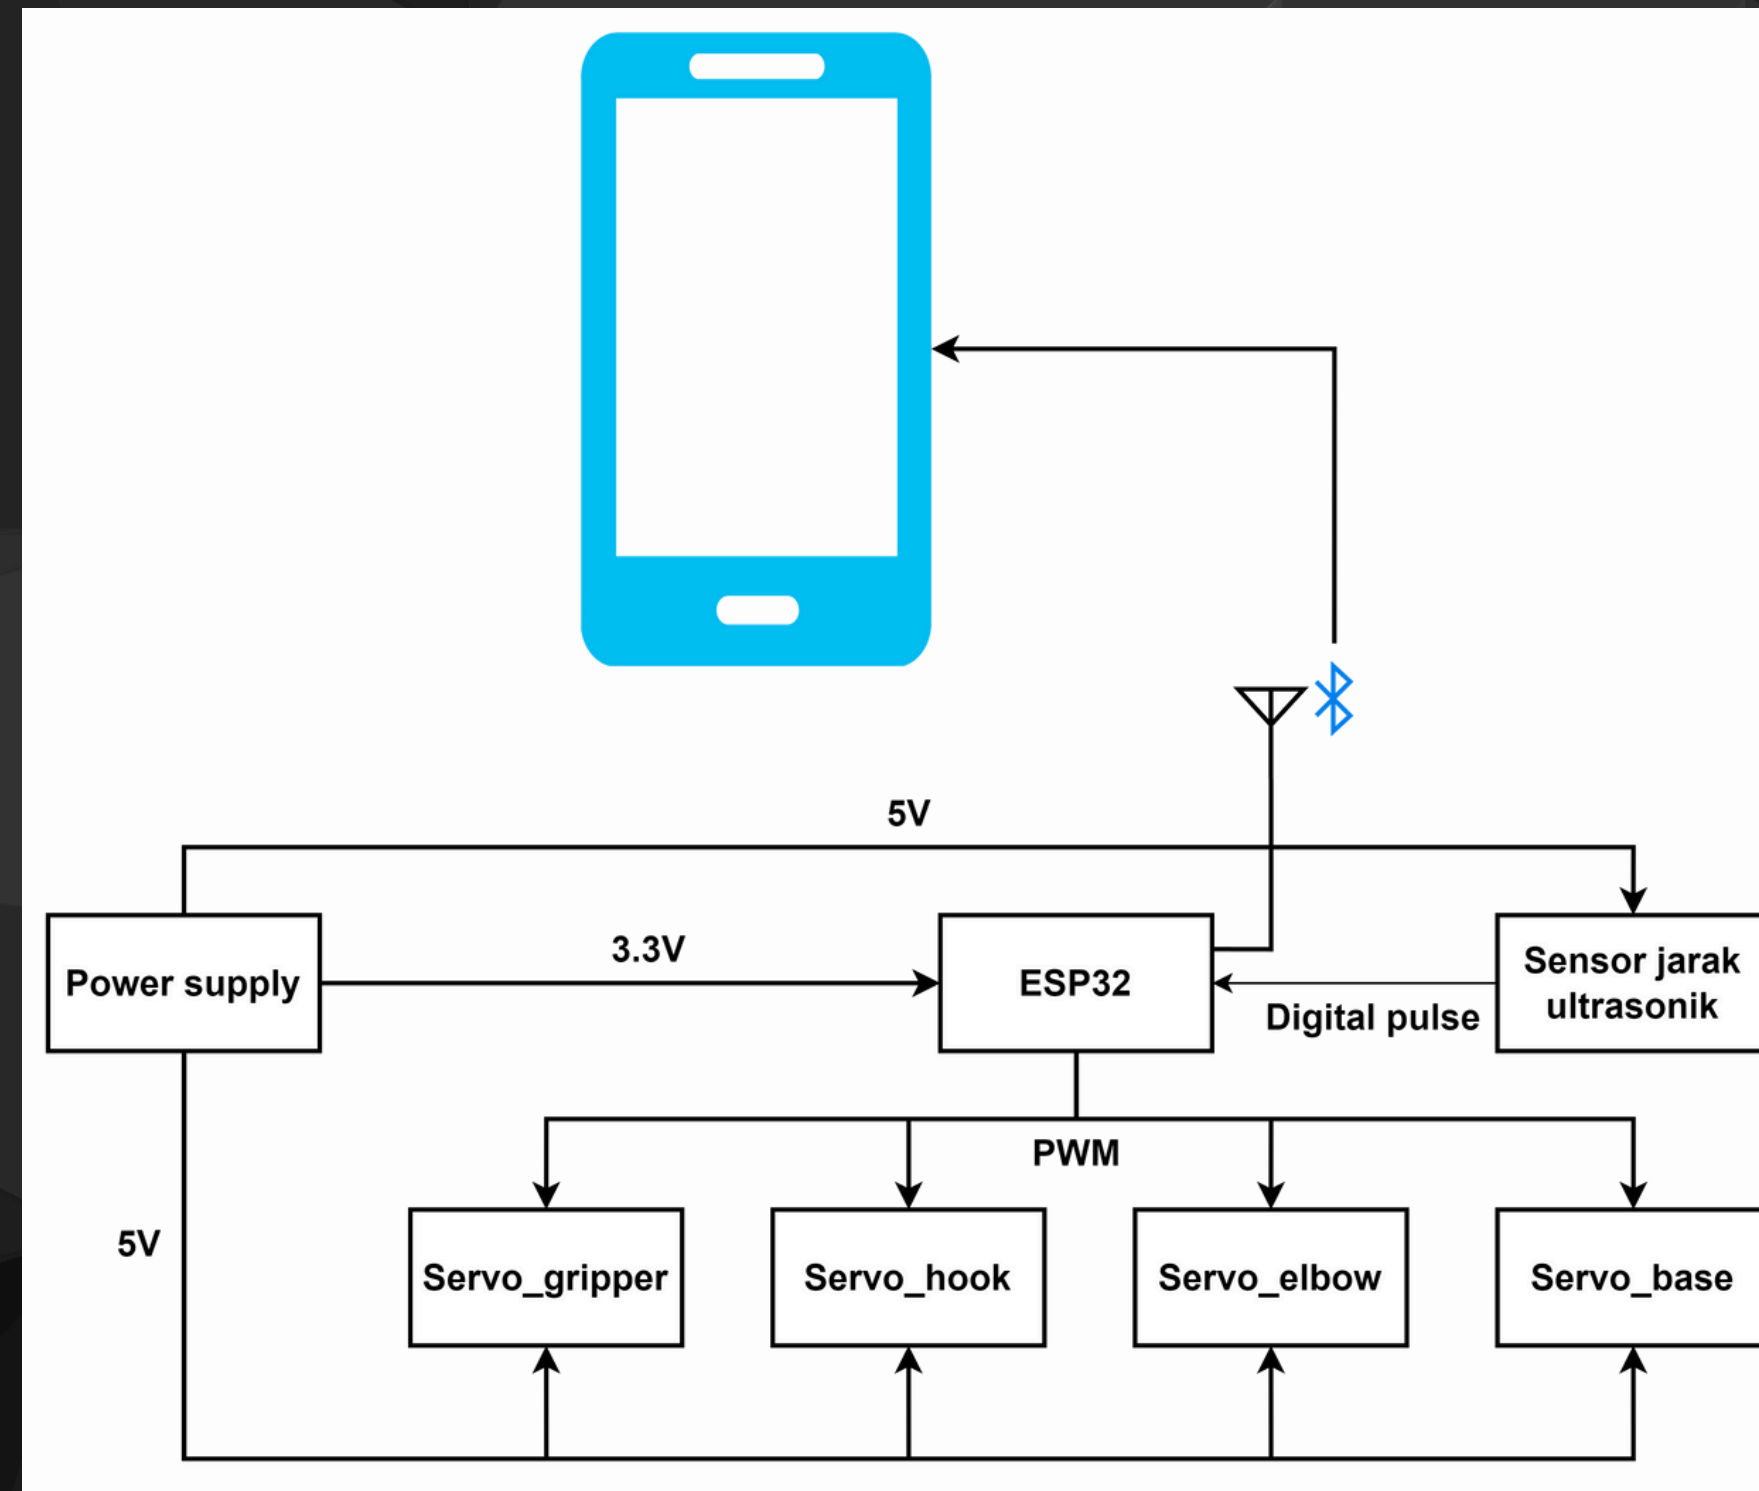 5V
Power supply
3.3V
ESP32
Sensor jarak
ultrasonik
Digital pulse
PWM
5V
Servo_gripper
Servo_hook
Servo_elbow
Servo_base